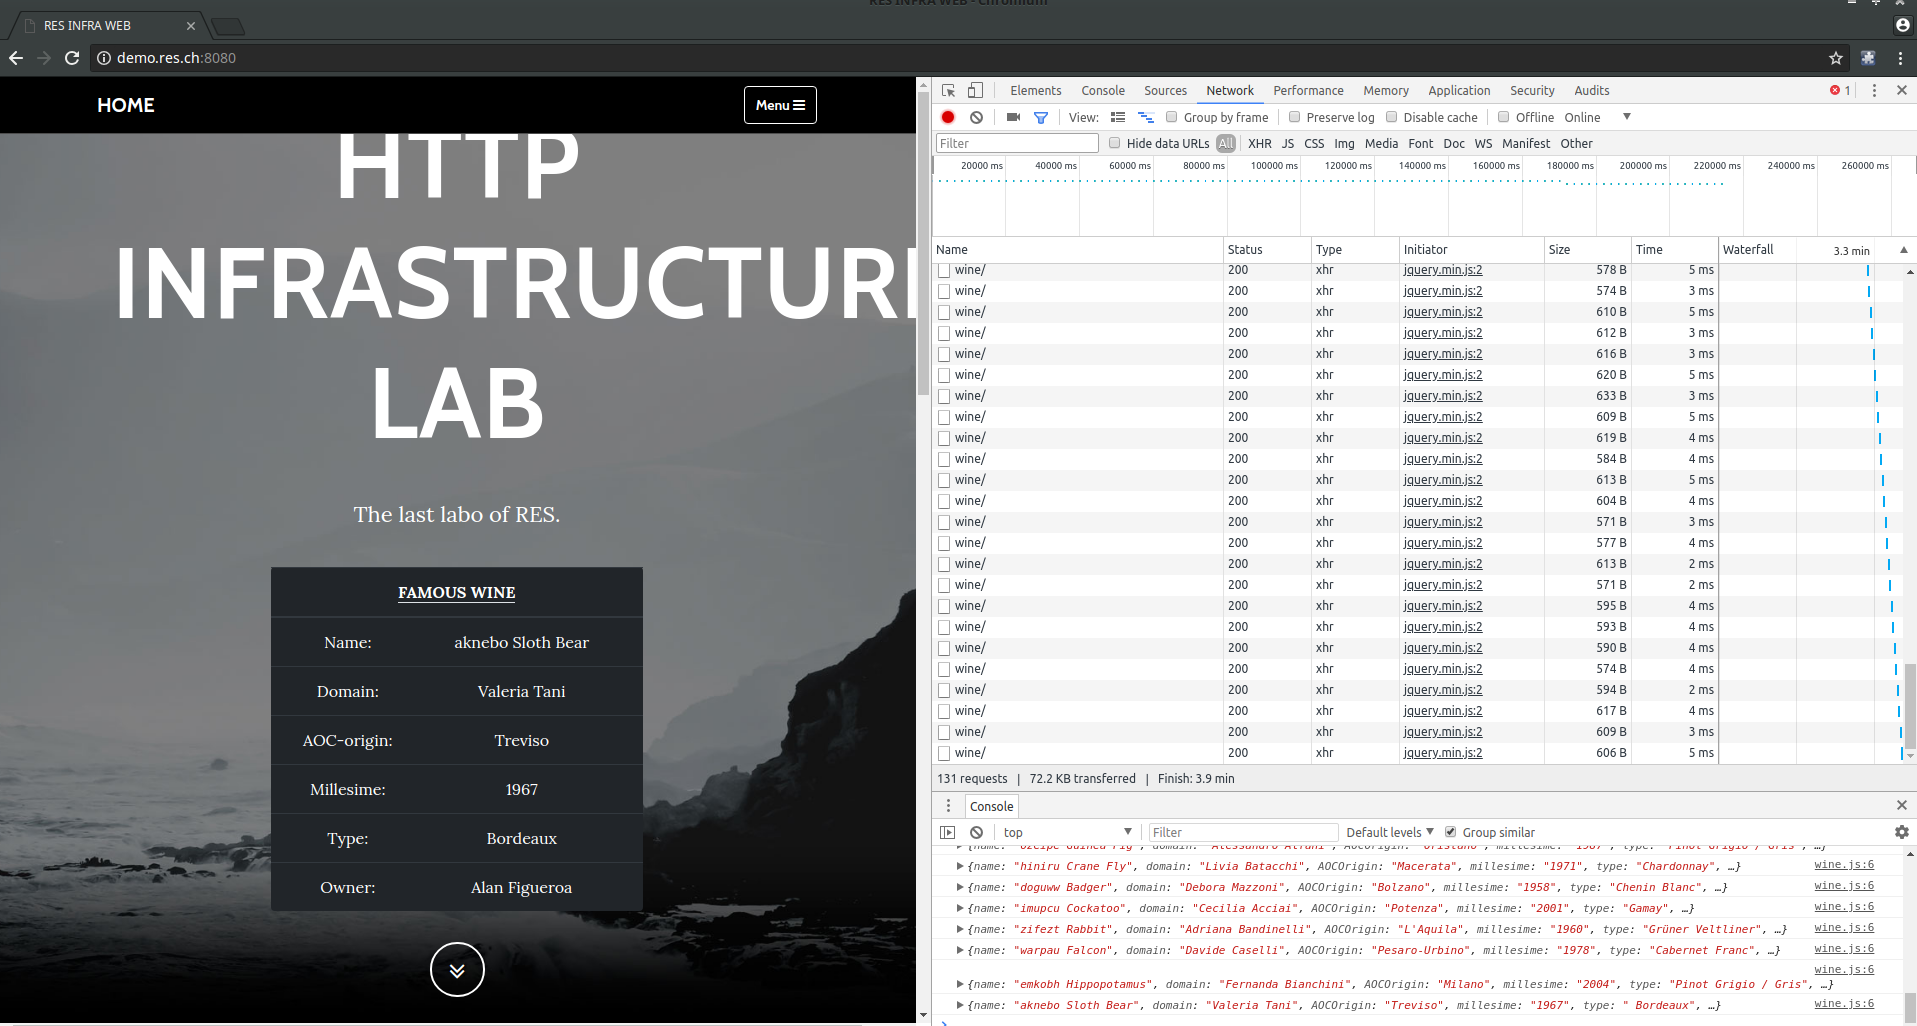 RES INFRA WEB - Chromium
RES INFRA WEB
demo.res.ch:8080
HOME
Menu
HTTP
INFRASTRUCTUR
LAB
The last labo of RES.
FAMOUS WINE
Name: aknebo Sloth Bear
Domain: Valeria Tani
AOC-origin: Treviso
Millesime: 1967
Type: Bordeaux
Owner: Alan Figueroa
Elements Console Sources Network Performance Memory Application Security Audits 1
View: Group by frame Preserve log Disable cache Offline Online
Filter Hide data URLs All XHR JS CSS Img Media Font Doc WS Manifest Other
20000 ms 40000 ms 60000 ms 80000 ms 100000 ms 120000 ms 140000 ms 160000 ms 180000 ms 200000 ms 220000 ms 240000 ms 260000 ms
Name Status Type Initiator Size Time Waterfall 3.3 min
wine/ 200 xhr jquery.min.js:2 578 B 5 ms
wine/ 200 xhr jquery.min.js:2 574 B 3 ms
wine/ 200 xhr jquery.min.js:2 610 B 5 ms
wine/ 200 xhr jquery.min.js:2 612 B 3 ms
wine/ 200 xhr jquery.min.js:2 616 B 3 ms
wine/ 200 xhr jquery.min.js:2 620 B 5 ms
wine/ 200 xhr jquery.min.js:2 633 B 3 ms
wine/ 200 xhr jquery.min.js:2 609 B 5 ms
wine/ 200 xhr jquery.min.js:2 619 B 4 ms
wine/ 200 xhr jquery.min.js:2 584 B 4 ms
wine/ 200 xhr jquery.min.js:2 613 B 5 ms
wine/ 200 xhr jquery.min.js:2 604 B 4 ms
wine/ 200 xhr jquery.min.js:2 571 B 3 ms
wine/ 200 xhr jquery.min.js:2 577 B 4 ms
wine/ 200 xhr jquery.min.js:2 613 B 2 ms
wine/ 200 xhr jquery.min.js:2 571 B 2 ms
wine/ 200 xhr jquery.min.js:2 595 B 4 ms
wine/ 200 xhr jquery.min.js:2 593 B 4 ms
wine/ 200 xhr jquery.min.js:2 590 B 4 ms
wine/ 200 xhr jquery.min.js:2 574 B 4 ms
wine/ 200 xhr jquery.min.js:2 594 B 2 ms
wine/ 200 xhr jquery.min.js:2 617 B 4 ms
wine/ 200 xhr jquery.min.js:2 609 B 3 ms
wine/ 200 xhr jquery.min.js:2 606 B 5 ms
131 requests | 72.2 KB transferred | Finish: 3.9 min
Console
top Filter Default levels Group similar
{name: "hiniru Crane Fly", domain: "Livia Batacchi", AOCOrigin: "Macerata", millesime: "1971", type: "Chardonnay", …} wine.js:6
{name: "doguww Badger", domain: "Debora Mazzoni", AOCOrigin: "Bolzano", millesime: "1958", type: "Chenin Blanc", …} wine.js:6
{name: "imupcu Cockatoo", domain: "Cecilia Acciai", AOCOrigin: "Potenza", millesime: "2001", type: "Gamay", …} wine.js:6
{name: "zifezt Rabbit", domain: "Adriana Bandinelli", AOCOrigin: "L'Aquila", millesime: "1960", type: "Grüner Veltliner", …} wine.js:6
{name: "warpau Falcon", domain: "Davide Caselli", AOCOrigin: "Pesaro-Urbino", millesime: "1978", type: "Cabernet Franc", …} wine.js:6
wine.js:6
{name: "emkobh Hippopotamus", domain: "Fernanda Bianchini", AOCOrigin: "Milano", millesime: "2004", type: "Pinot Grigio / Gris", …}
{name: "aknebo Sloth Bear", domain: "Valeria Tani", AOCOrigin: "Treviso", millesime: "1967", type: " Bordeaux", …} wine.js:6